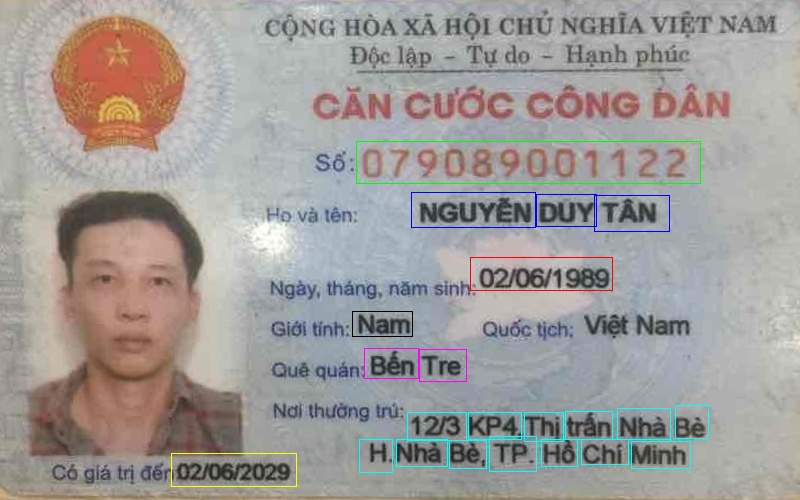 CỘNG HÒA XÃ HỘI CHỦ NGHĨA VIỆT NAM
Độc lập - Tự do - Hạnh phúc
CĂN CƯỚC CÔNG DÂN
Số: 079089001122
Họ và tên: NGUYỄN DUY TÂN
Ngày, tháng, năm sinh: 02/06/1989
Giới tính: Nam Quốc tịch: Việt Nam
Quê quán: Bến Tre
Nơi thường trú: 12/3 KP4, Thị trấn Nhà Bè
H. Nhà Bè, TP. Hồ Chí Minh
Có giá trị đến 02/06/2029